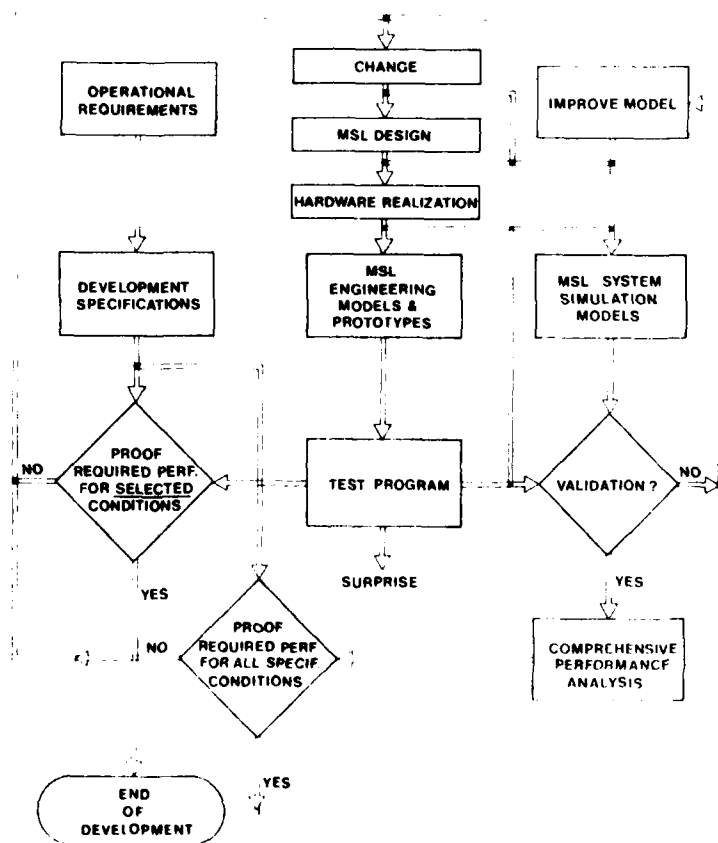 CHANGE
OPERATIONAL
REQUIREMENTS
IMPROVE MODEL
MSL DESIGN
HARDWARE REALIZATION
DEVELOPMENT
SPECIFICATIONS
MSL
ENGINEERING
MODELS &
PROTOTYPES
MSL SYSTEM
SIMULATION
MODELS
NO
PROOF
REQUIRED PERF.
FOR SELECTED
CONDITIONS
TEST PROGRAM
VALIDATION ?
NO
YES
SURPRISE
YES
NO
PROOF
REQUIRED PERF
FOR ALL SPECIF.
CONDITIONS
COMPREHENSIVE
PERFORMANCE
ANALYSIS
YES
END
OF
DEVELOPMENT